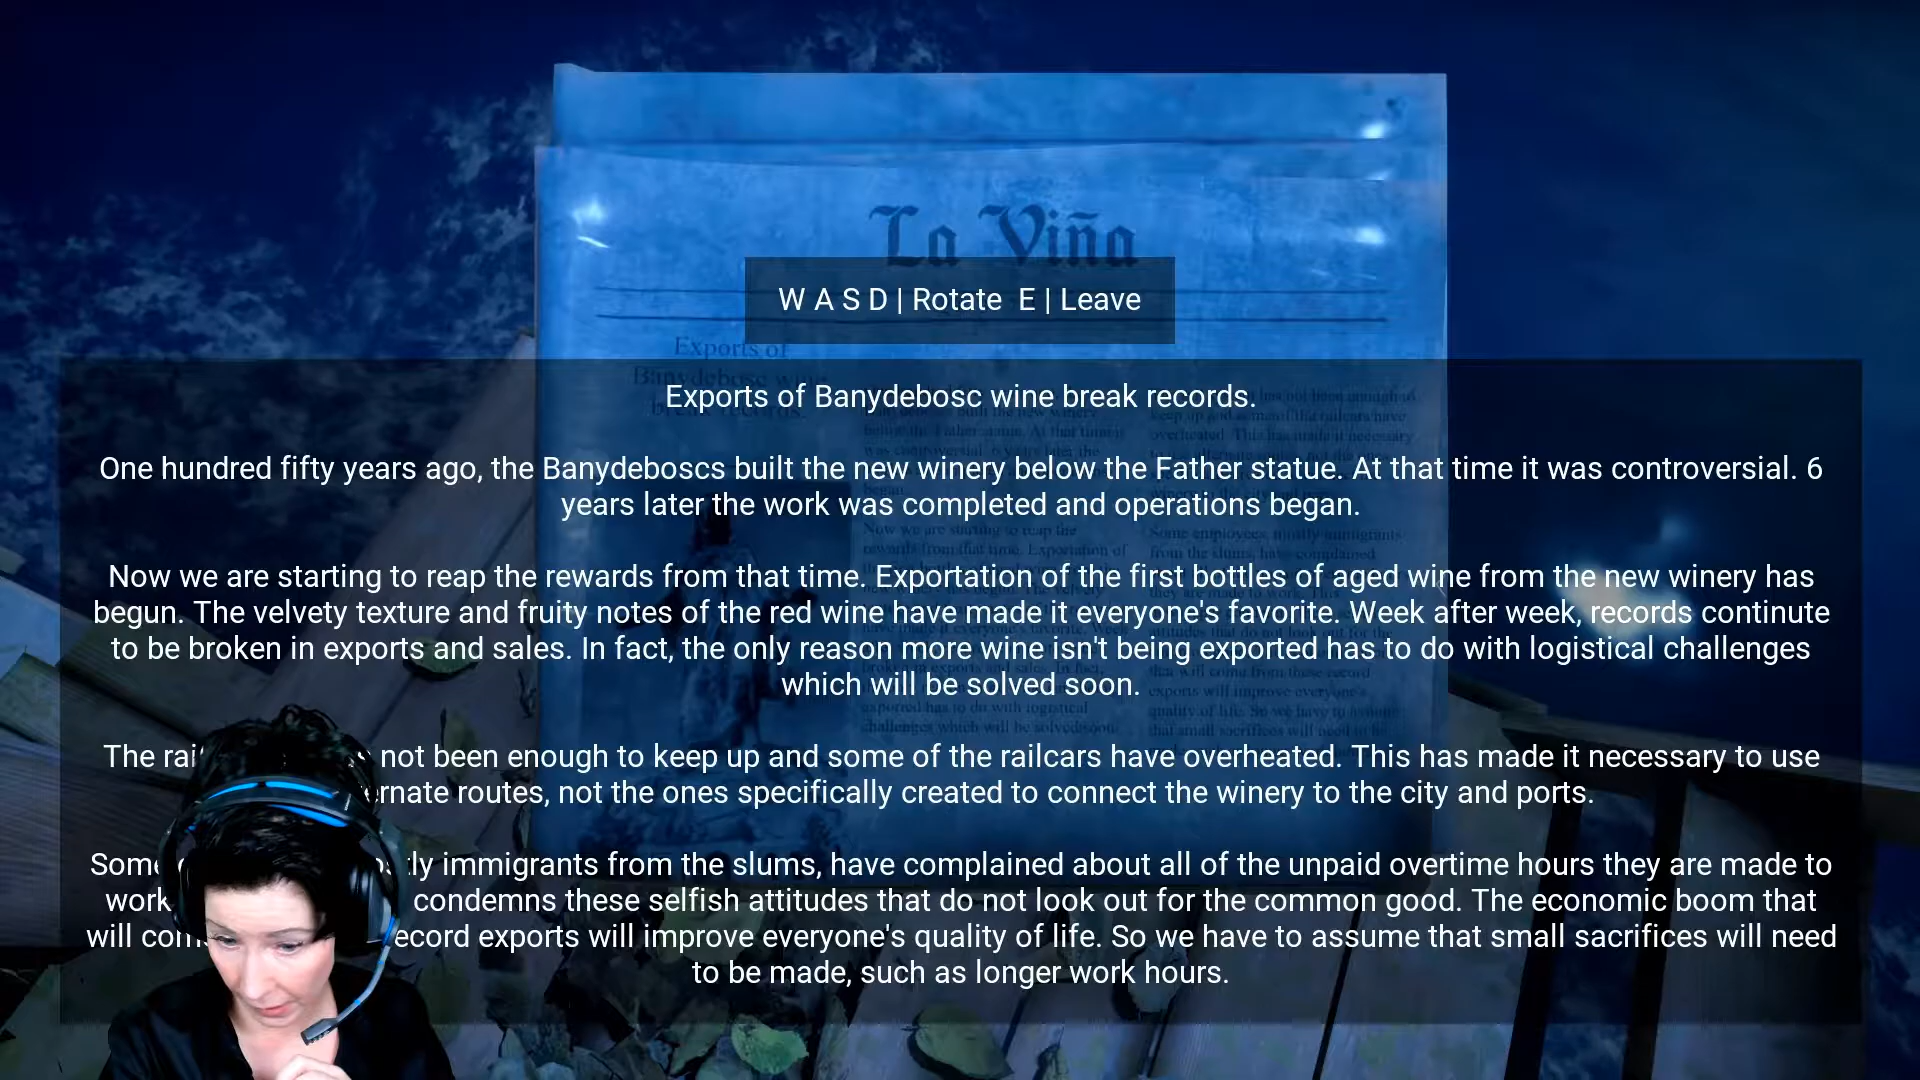 La Viña
W A S D | Rotate E | Leave
Exports of
Exports of Banydebosc wine break records.
One hundred fifty years ago, the Banydeboscs built the new winery below the Father statue. At that time it was controversial. 6
years later the work was completed and operations began.
Now we are starting to reap the rewards from that time. Exportation of the first bottles of aged wine from the new winery has
begun. The velvety texture and fruity notes of the red wine have made it everyone's favorite. Week after week, records continute
to be broken in exports and sales. In fact, the only reason more wine isn't being exported has to do with logistical challenges
which will be solved soon.
The not been enough to keep up and some of the railcars have overheated. This has made it necessary to use
routes, not the ones specifically created to connect the winery to the city and ports.
Some immigrants from the slums, have complained about all of the unpaid overtime hours they are made to
work condemns these selfish attitudes that do not look out for the common good. The economic boom that
will exports will improve everyone's quality of life. So we have to assume that small sacrifices will need
to be made, such as longer work hours.